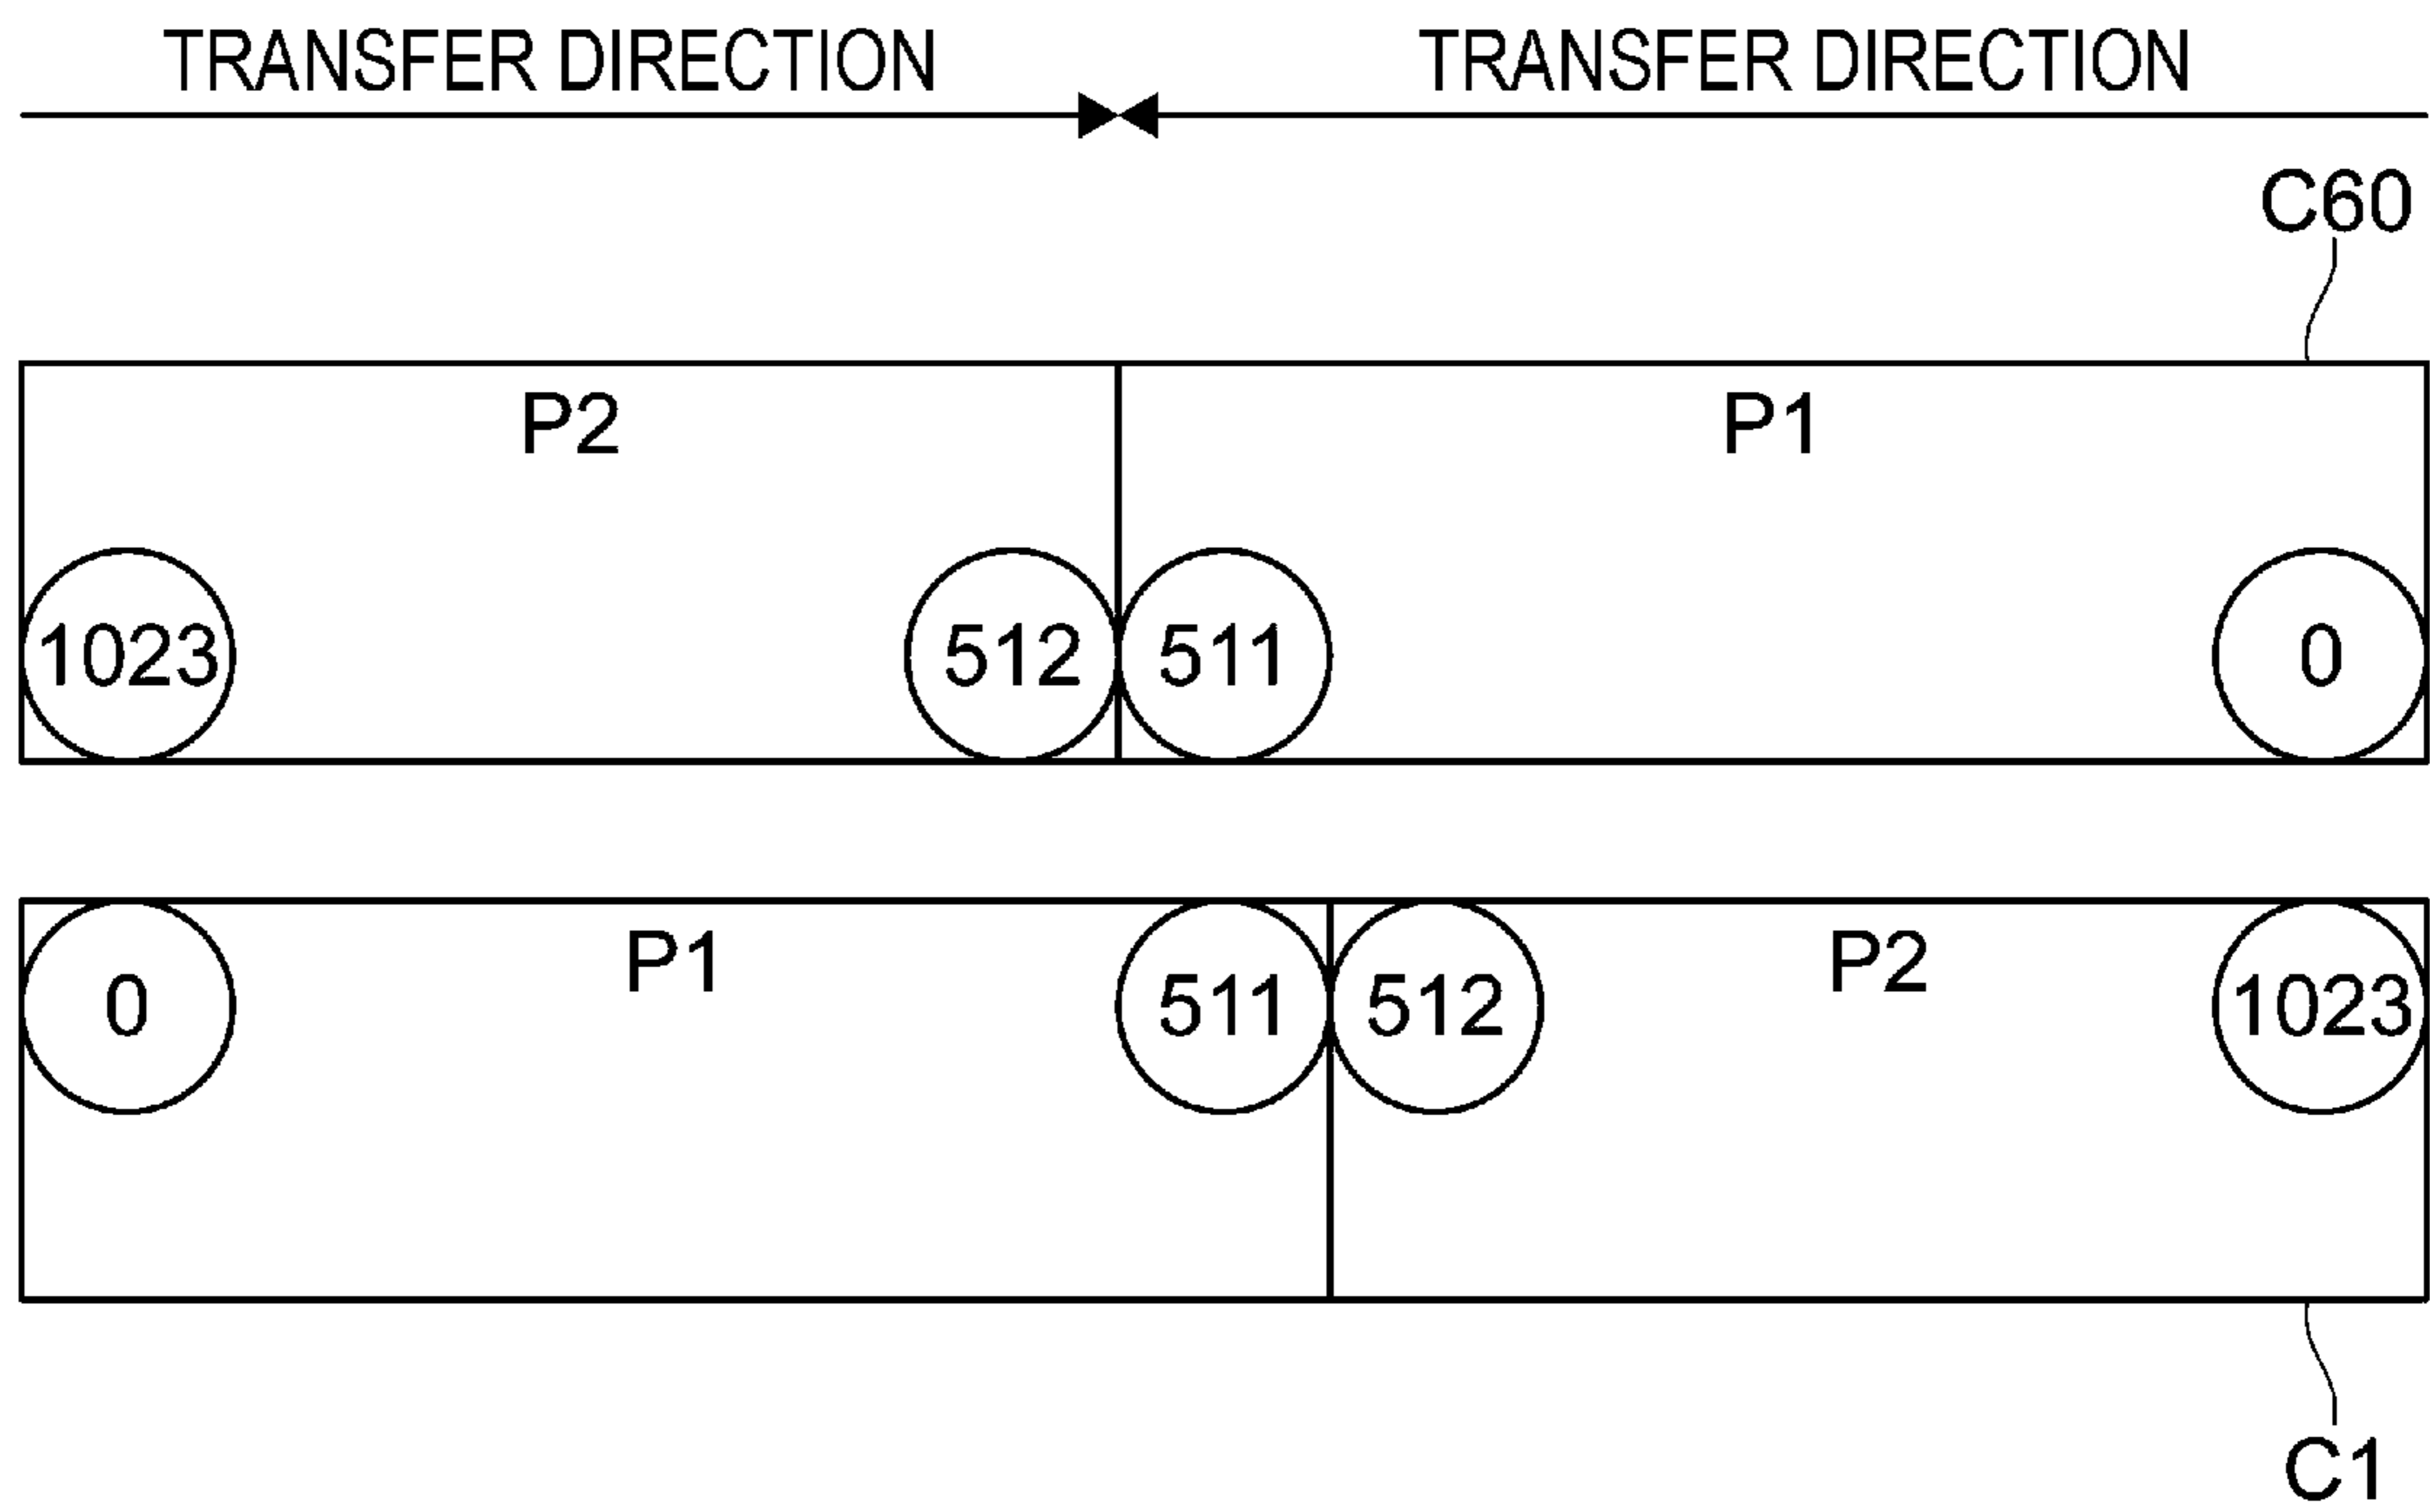 TRANSFER DIRECTION TRANSFER DIRECTION
C60
P2 P1
1023 512 511 0
P1 P2
0 511 512 1023
C1